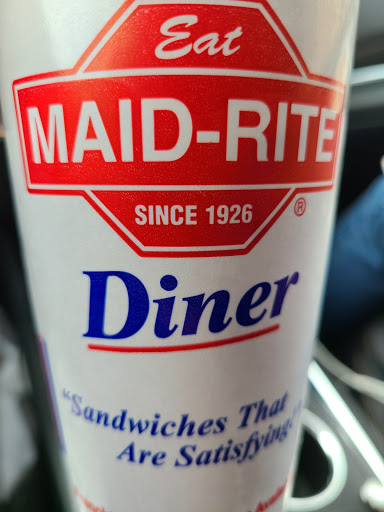 Eat
MAID-RITE
SINCE 1926
®
Diner
"Sandwiches That
Are Satisfying."